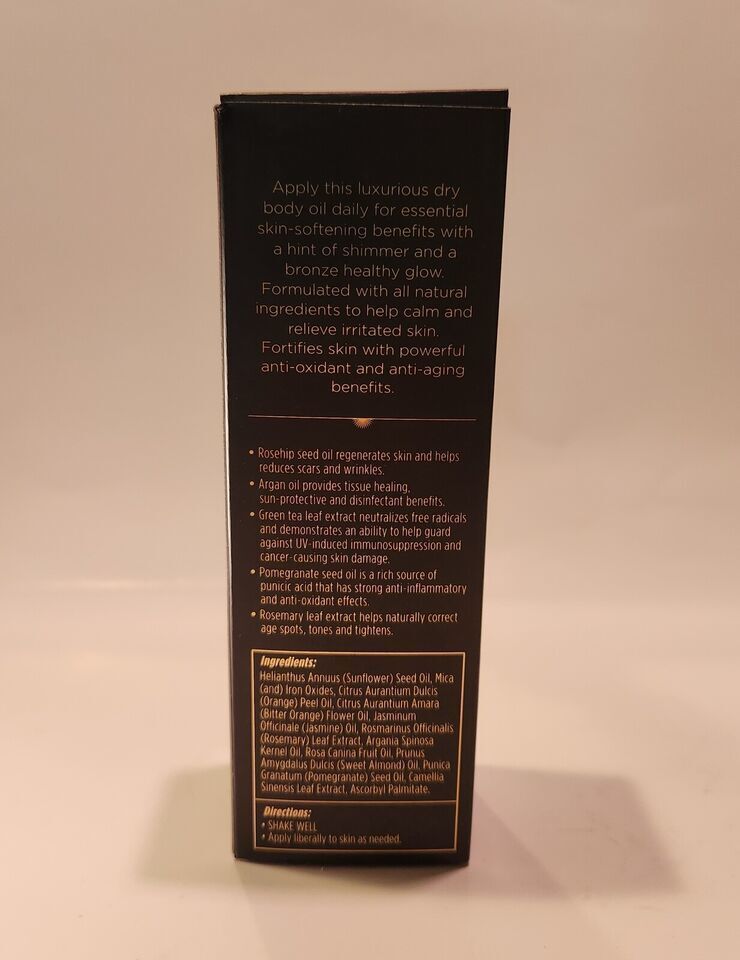 Apply this luxurious dry
body oil daily for essential
skin-softening benefits with
a hint of shimmer and a
bronze healthy glow.
Formulated with all natural
ingredients to help calm and
relieve irritated skin.
Fortifies skin with powerful
anti-oxidant and anti-aging
benefits.
• Rosehip seed oil regenerates skin and helps
reduces scars and wrinkles.
• Argan oil provides tissue healing,
sun-protective and disinfectant benefits.
• Green tea leaf extract neutralizes free radicals
and demonstrates an ability to help guard
against UV-induced immunosuppression and
cancer-causing skin damage.
• Pomegranate seed oil is a rich source of
punicic acid that has strong anti-inflammatory
and anti-oxidant effects.
• Rosemary leaf extract helps naturally correct
age spots, tones and tightens.
Ingredients:
Helianthus Annuus (Sunflower) Seed Oil, Mica
(and) Iron Oxides, Citrus Aurantium Dulcis
(Orange) Peel Oil, Citrus Aurantium Amara
(Bitter Orange) Flower Oil, Jasminum
Officinale (Jasmine) Oil, Rosmarinus Officinalis
(Rosemary) Leaf Extract, Argania Spinosa
Kernel Oil, Rosa Canina Fruit Oil, Prunus
Amygdalus Dulcis (Sweet Almond) Oil, Punica
Granatum (Pomegranate) Seed Oil, Camellia
Sinensis Leaf Extract, Ascorbyl Palmitate.
Directions:
• SHAKE WELL
• Apply liberally to skin as needed.